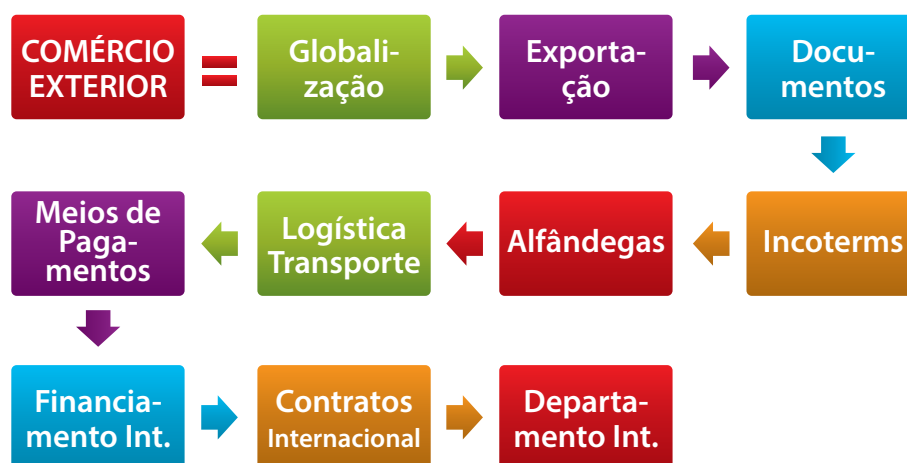 COMÉRCIO
EXTERIOR
Globali-
zação
Exporta-
ção
Docu-
mentos
Meios de
Paga-
mentos
Logística
Transporte
Alfândegas
Incoterms
Financia-
mento Int.
Contratos
Internacional
Departa-
mento Int.